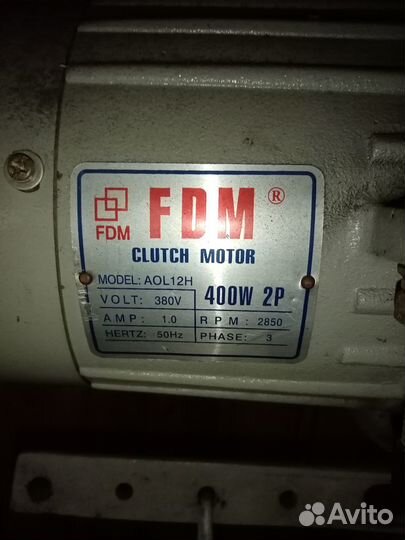 FDM ®
FDM
CLUTCH MOTOR
MODEL: AOL12H
VOLT: 380V
400W 2P
AMP: 1.0
RPM: 2850
HERTZ: 50Hz
PHASE: 3
Avito